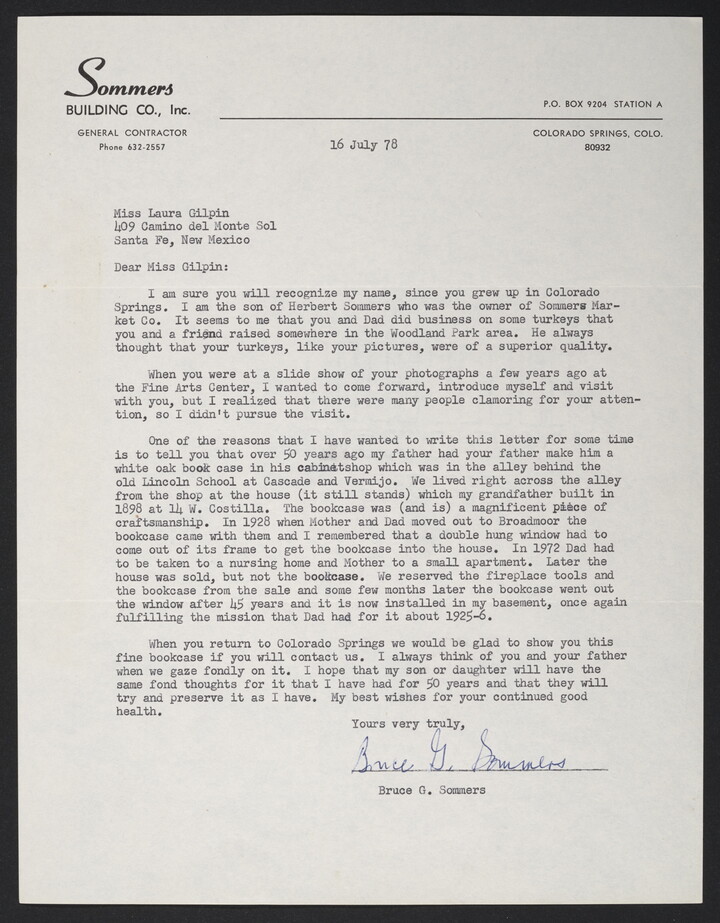 Sommers
BUILDING CO., Inc.
GENERAL CONTRACTOR
Phone 632-2557
P.O. BOX 9204 STATION A
COLORADO SPRINGS, COLO.
80932
16 July 78
Miss Laura Gilpin
409 Camino del Monte Sol
Santa Fe, New Mexico
Dear Miss Gilpin:
I am sure you will recognize my name, since you grew up in Colorado
Springs. I am the son of Herbert Sommers who was the owner of Sommers Mar-
ket Co. It seems to me that you and Dad did business on some turkeys that
you and a friend raised somewhere in the Woodland Park area. He always
thought that your turkeys, like your pictures, were of a superior quality.
When you were at a slide show of your photographs a few years ago at
the Fine Arts Center, I wanted to come forward, introduce myself and visit
with you, but I realized that there were many people clamoring for your atten-
tion, so I didn't pursue the visit.
One of the reasons that I have wanted to write this letter for some time
is to tell you that over 50 years ago my father had your father make him a
white oak book case in his cabinetshop which was in the alley behind the
old Lincoln School at Cascade and Vermijo. We lived right across the alley
from the shop at the house (it still stands) which my grandfather built in
1898 at 14 W. Costilla. The bookcase was (and is) a magnificent piece of
craftsmanship. In 1928 when Mother and Dad moved out to Broadmoor the
bookcase came with them and I remembered that a double hung window had to
come out of its frame to get the bookcase into the house. In 1972 Dad had
to be taken to a nursing home and Mother to a small apartment. Later the
house was sold, but not the bookcase. We reserved the fireplace tools and
the bookcase from the sale and some few months later the bookcase went out
the window after 45 years and it is now installed in my basement, once again
fulfilling the mission that Dad had for it about 1925-6.
When you return to Colorado Springs we would be glad to show you this
fine bookcase if you will contact us. I always think of you and your father
when we gaze fondly on it. I hope that my son or daughter will have the
same fond thoughts for it that I have had for 50 years and that they will
try and preserve it as I have. My best wishes for your continued good
health.
Yours very truly,
Bruce G. Sommers
Bruce G. Sommers